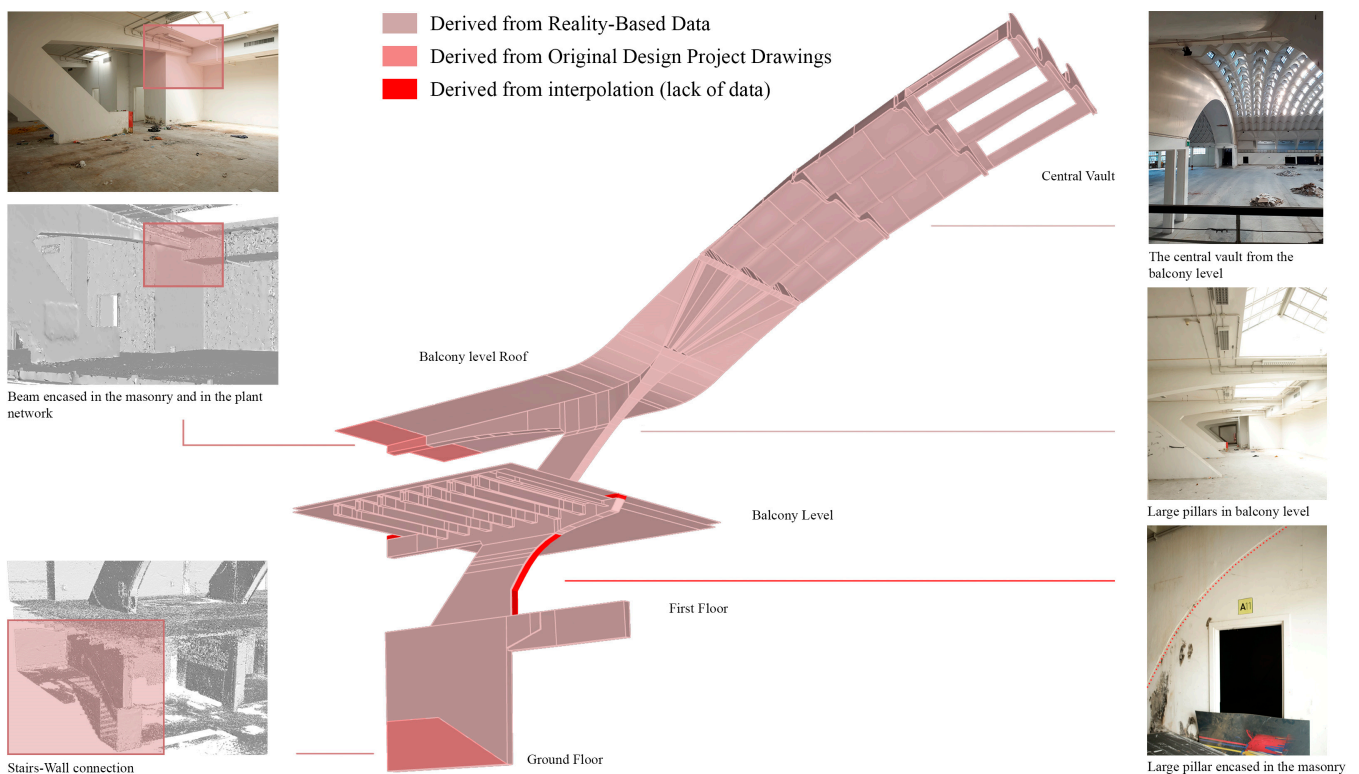 Derived from Reality-Based Data
Derived from Original Design Project Drawings
Derived from interpolation (lack of data)
Central Vault
The central vault from the
balcony level
Balcony level Roof
Beam encased in the masonry and in the plant
network
Large pillars in balcony level
Balcony Level
First Floor
A11
Ground Floor
Stairs-Wall connection
Large pillar encased in the masonry